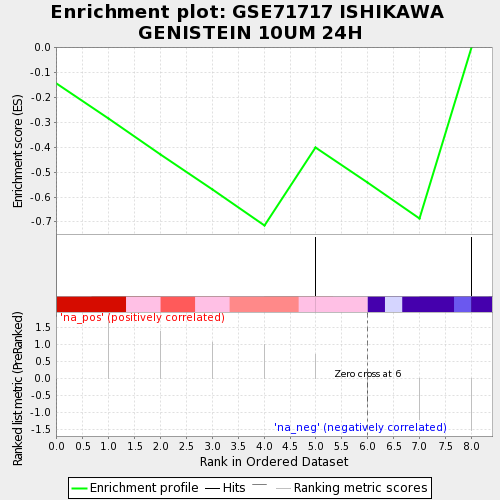 Enrichment plot: GSE71717 ISHIKAWA
GENISTEIN 10UM 24H
Enrichment score (ES)
0.0
-0.1
-0.2
-0.3
-0.4
-0.5
-0.6
-0.7
Ranked list metric (PreRanked)
1.5
1.0
0.5
0.0
-0.5
-1.0
-1.5
'na_pos' (positively correlated)
Zero cross at 6
'na_neg' (negatively correlated)
0.0 0.5 1.0 1.5 2.0 2.5 3.0 3.5 4.0 4.5 5.0 5.5 6.0 6.5 7.0 7.5 8.0
Rank in Ordered Dataset
Enrichment profile Hits Ranking metric scores